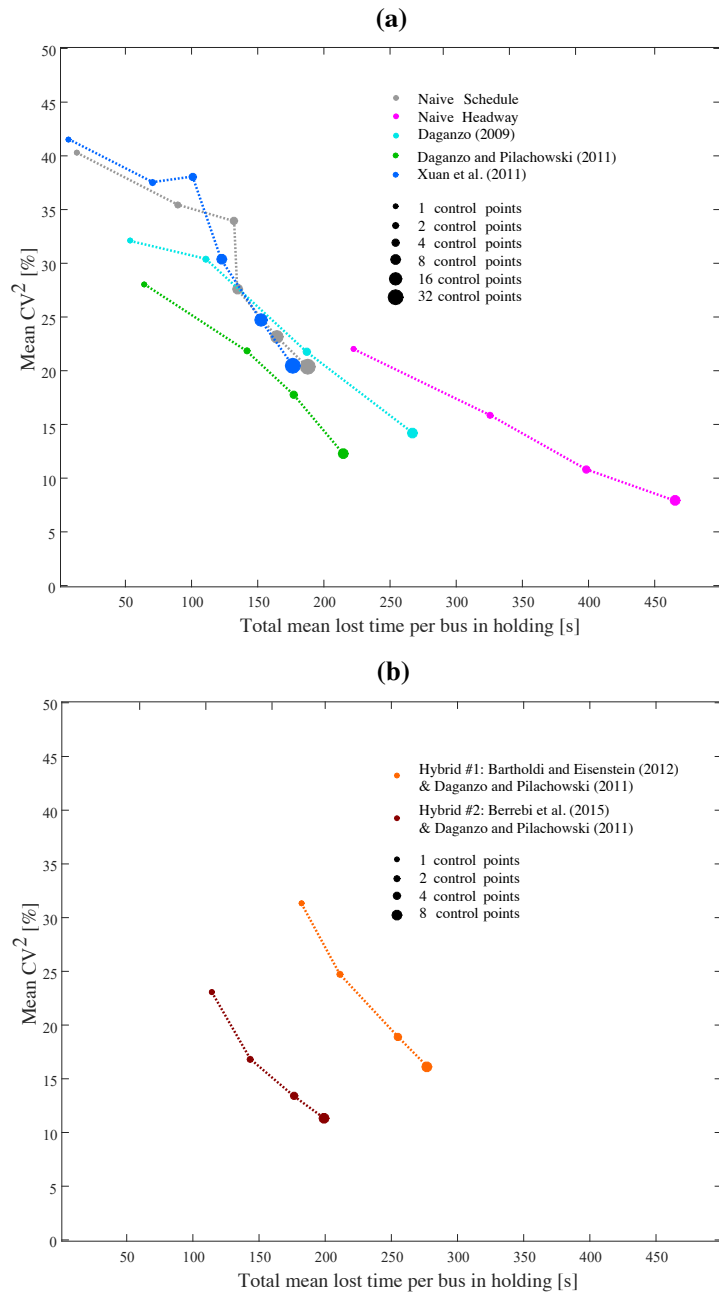 (a)
50
45
40
35
30
25
20
15
10
5
0
Mean CV2 [%]
Naive Schedule
Naive Headway
Daganzo (2009)
Daganzo and Pilachowski (2011)
Xuan et al. (2011)
1 control points
2 control points
4 control points
8 control points
16 control points
32 control points
50 100 150 200 250 300 350 400 450
Total mean lost time per bus in holding [s]
(b)
50
45
40
35
30
25
20
15
10
5
0
Mean CV2 [%]
Hybrid #1: Bartholdi and Eisenstein (2012)
& Daganzo and Pilachowski (2011)
Hybrid #2: Berrebi et al. (2015)
& Daganzo and Pilachowski (2011)
1 control points
2 control points
4 control points
8 control points
50 100 150 200 250 300 350 400 450
Total mean lost time per bus in holding [s]